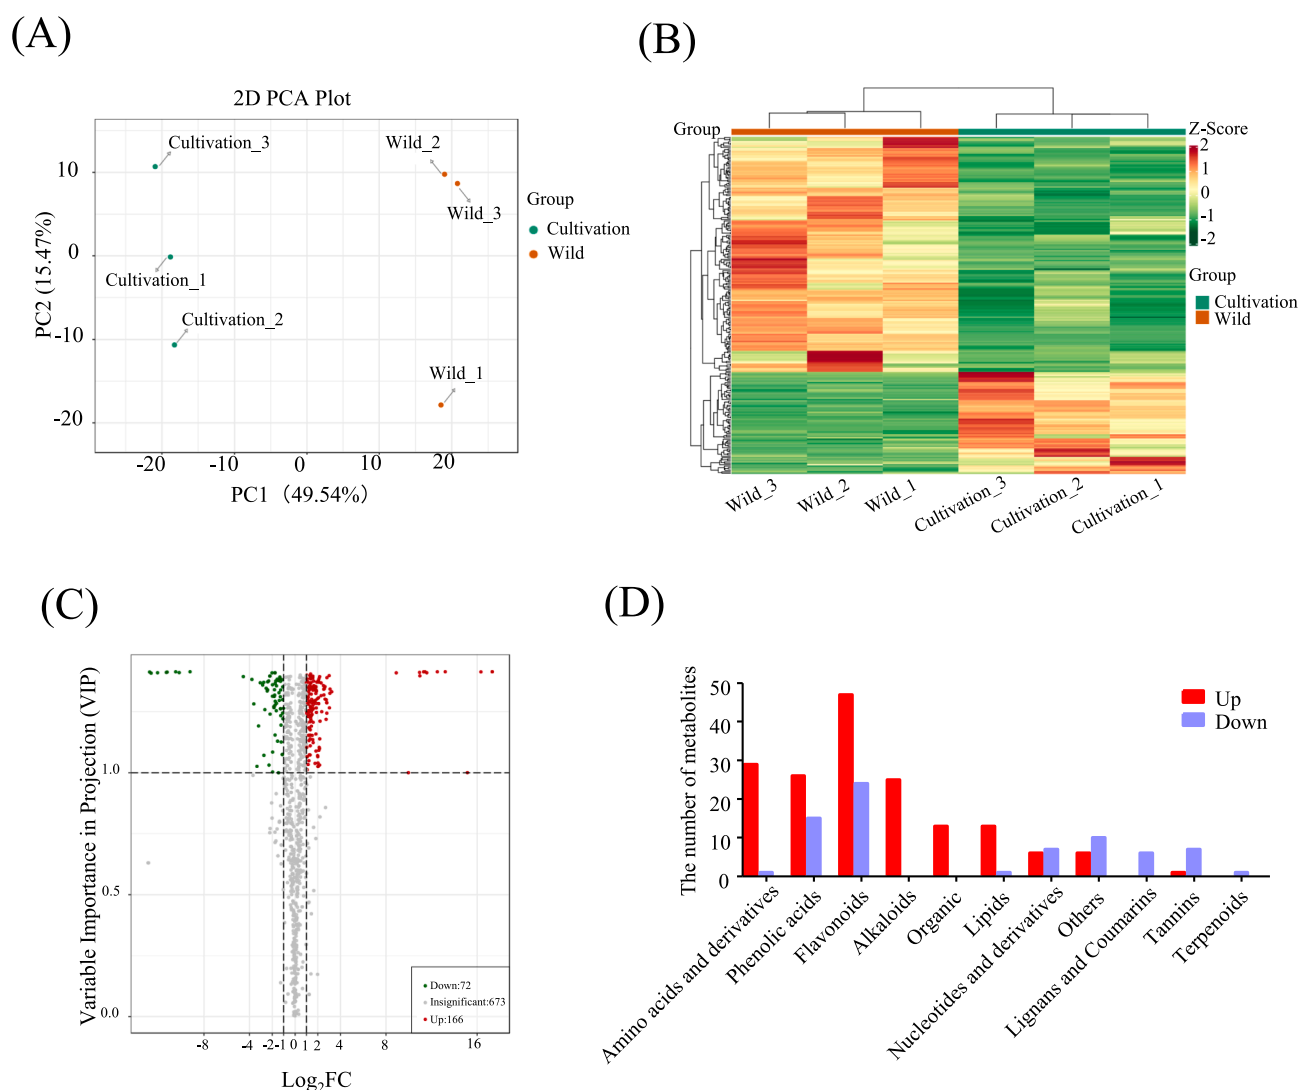 (A)
2D PCA Plot
Cultivation_3
Wild_2
Wild_3
Cultivation_1
Cultivation_2
Wild_1
10
0
-10
-20
PC2 (15.47%)
-20 -10 0 10 20
PC1 (49.54%)
Group
Cultivation
Wild
(B)
Group
Z-Score
2
1
0
-1
-2
Group
Cultivation
Wild
Wild_3 Wild_2 Wild_1 Cultivation_3 Cultivation_2 Cultivation_1
(C)
Variable Importance in Projection (VIP)
1.0
0.5
0.0
Down:72
Insignificant:673
Up:166
-8 -4 -2 -1 0 1 2 4 8 16
Log₂FC
(D)
The number of metabolites
50
40
30
20
10
0
Up
Down
Amino acids and derivatives
Phenolic acids
Flavonoids
Alkaloids
Organic
Lipids
Nucleotides and derivatives
Others
Lignans and Coumarins
Tannins
Terpenoids